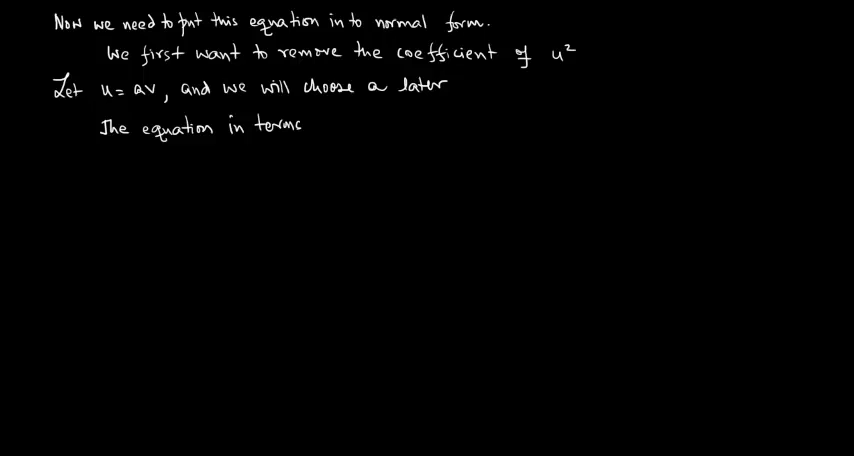 Now we need to put this equation in to normal form.
We first want to remove the coefficient of u²
Let u = av, and we will choose a later
The equation in terms